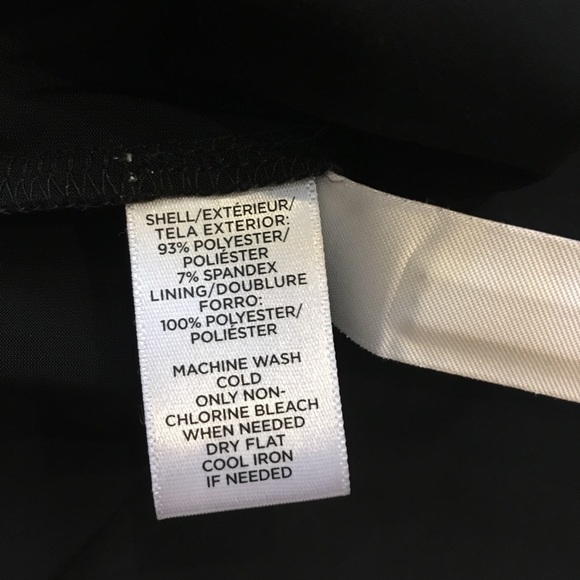 SHELL/EXTÉRIEUR/
TELA EXTERIOR:
93% POLYESTER/
POLIÉSTER
7% SPANDEX
LINING/DOUBLURE
FORRO:
100% POLYESTER/
POLIÉSTER
MACHINE WASH
COLD
ONLY NON-
CHLORINE BLEACH
WHEN NEEDED
DRY FLAT
COOL IRON
IF NEEDED